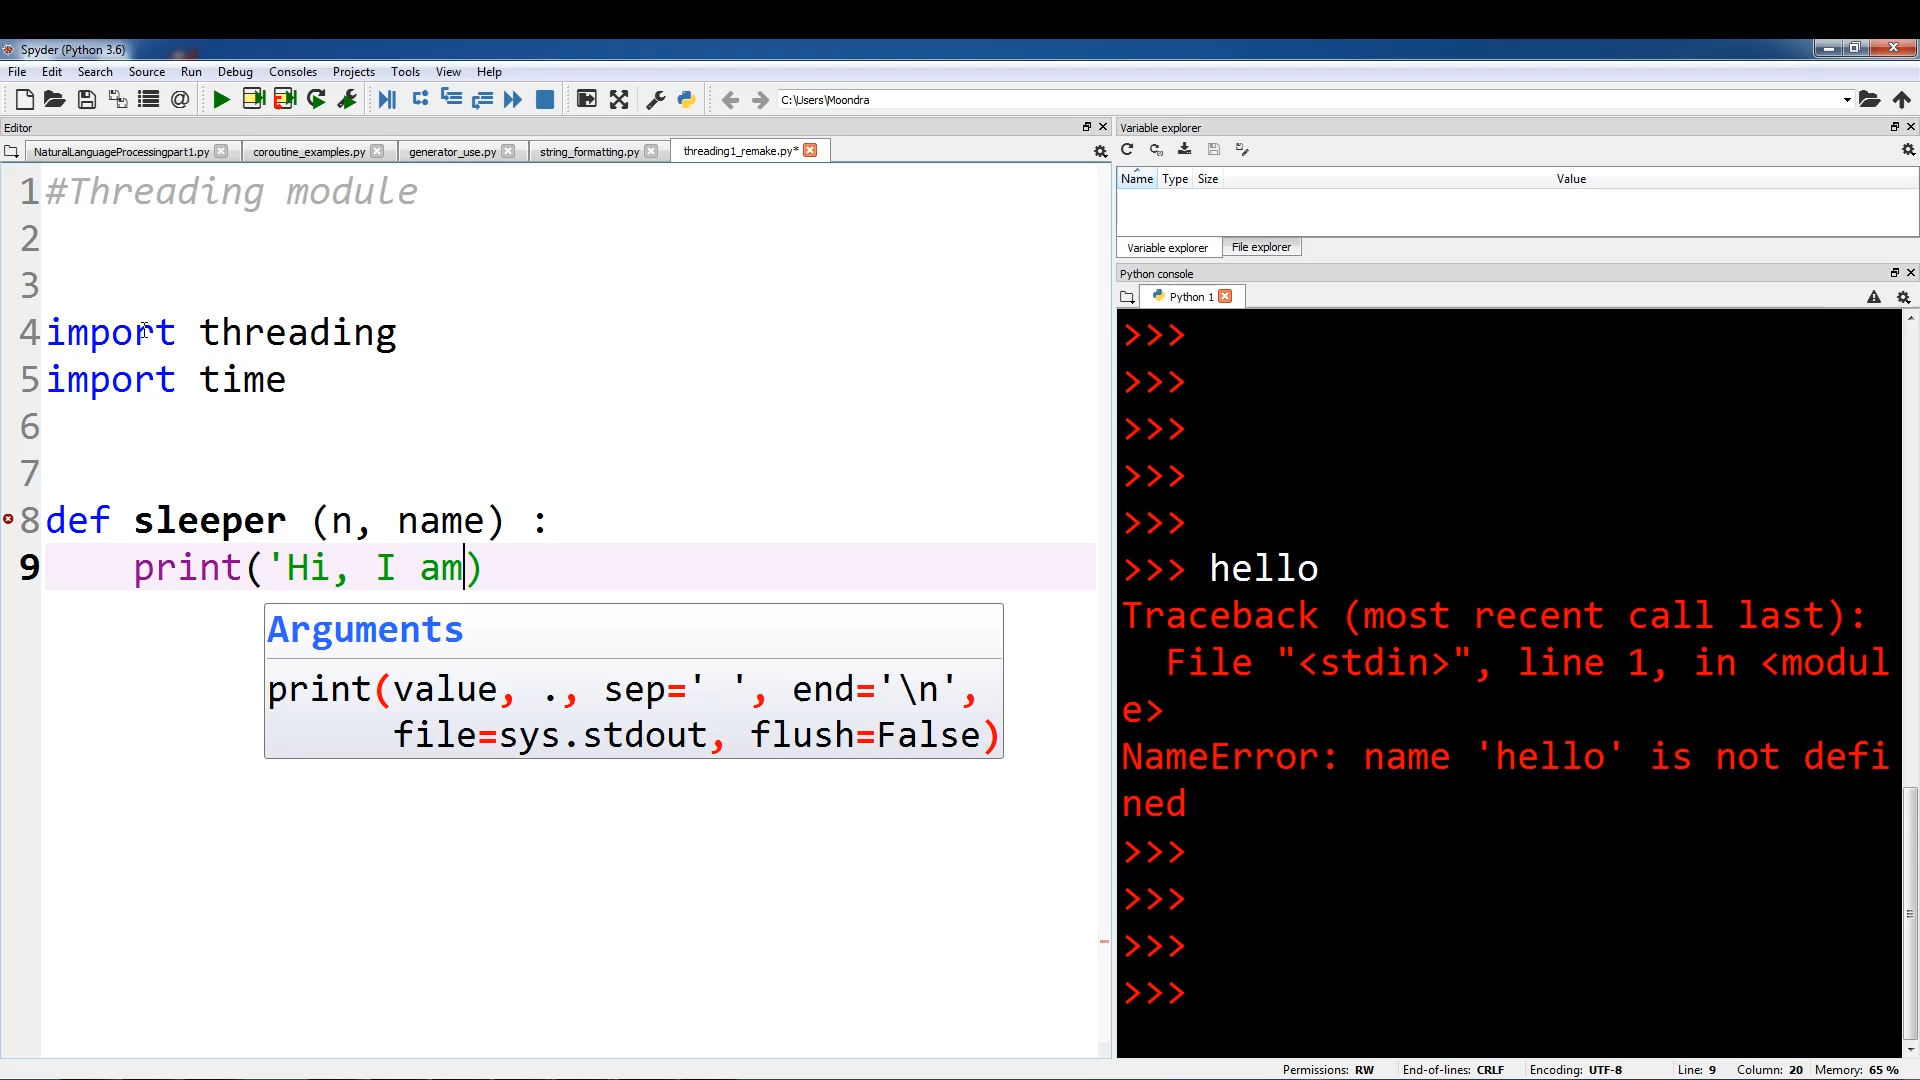 Spyder (Python 3.6)
File Edit Search Source Run Debug Consoles Projects Tools View Help
C:\Users\Moondra
Editor
NaturalLanguageProcessingpart1.py coroutine_examples.py generator_use.py string_formatting.py threading1_remake.py*
1 #Threading module
2
3
4 import threading
5 import time
6
7
8 def sleeper (n, name) :
9 print('Hi, I am)
Arguments
print(value, ., sep=' ', end='\n',
file=sys.stdout, flush=False)
Variable explorer
Name Type Size Value
Variable explorer File explorer
Python console
Python 1
>>>
>>>
>>>
>>>
>>>
>>> hello
Traceback (most recent call last):
File "<stdin>", line 1, in <modul
e>
NameError: name 'hello' is not defi
ned
>>>
>>>
>>>
>>>
Permissions: RW End-of-lines: CRLF Encoding: UTF-8 Line: 9 Column: 20 Memory: 65 %